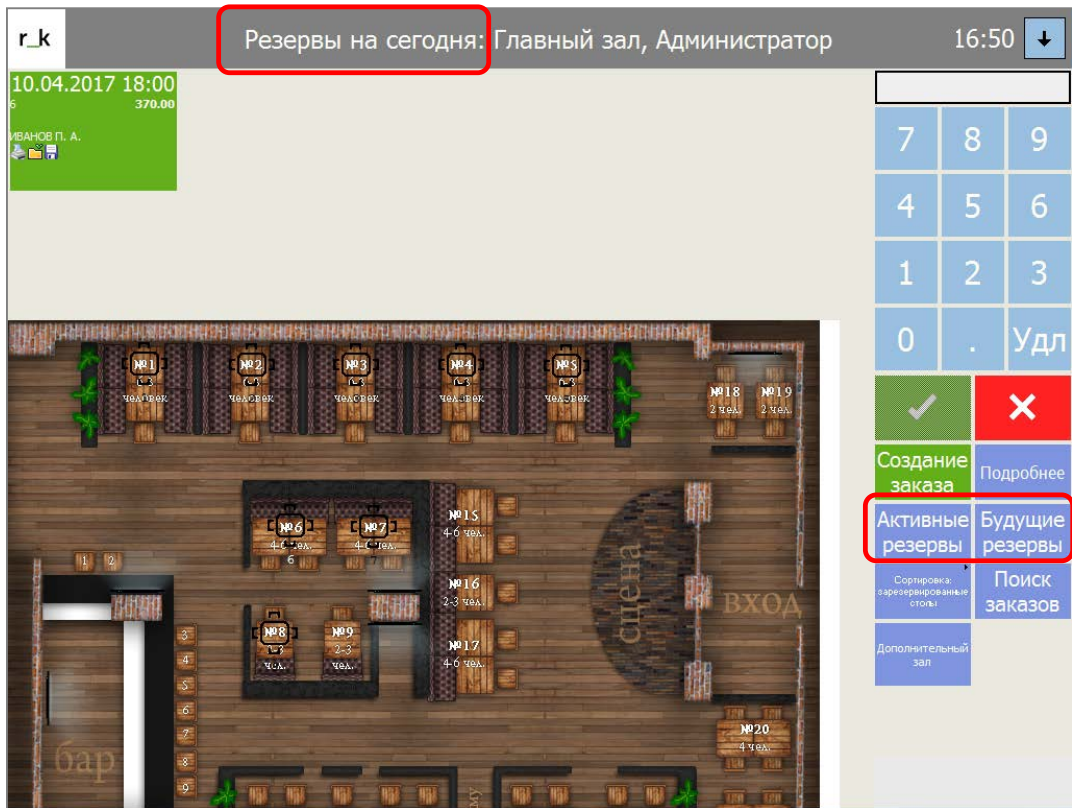 r_k
Резервы на сегодня: Главный зал, Администратор
16:50
10.04.2017 18:00
6 370.00
ИВАНОВ П. А.
7 8 9
4 5 6
1 2 3
0 . Удл
Создание
заказа
Подробнее
Активные
резервы
Будущие
резервы
Сортировка:
зарезервированные
столы
Поиск
заказов
Дополнительный
зал
№1
человек
№2
человек
№3
человек
№4
человек
№5
человек
№18
2 чел.
№19
2 чел.
№6
4-6 чел.
6
№7
4-6 чел.
7
№15
4-6 чел.
№16
2-3 чел.
№17
4-6 чел.
№8
чел.
№9
2-3
чел.
сцена
ВХОД
1 2
3
4
5
6
7
8
9
бар
№20
4 чел.